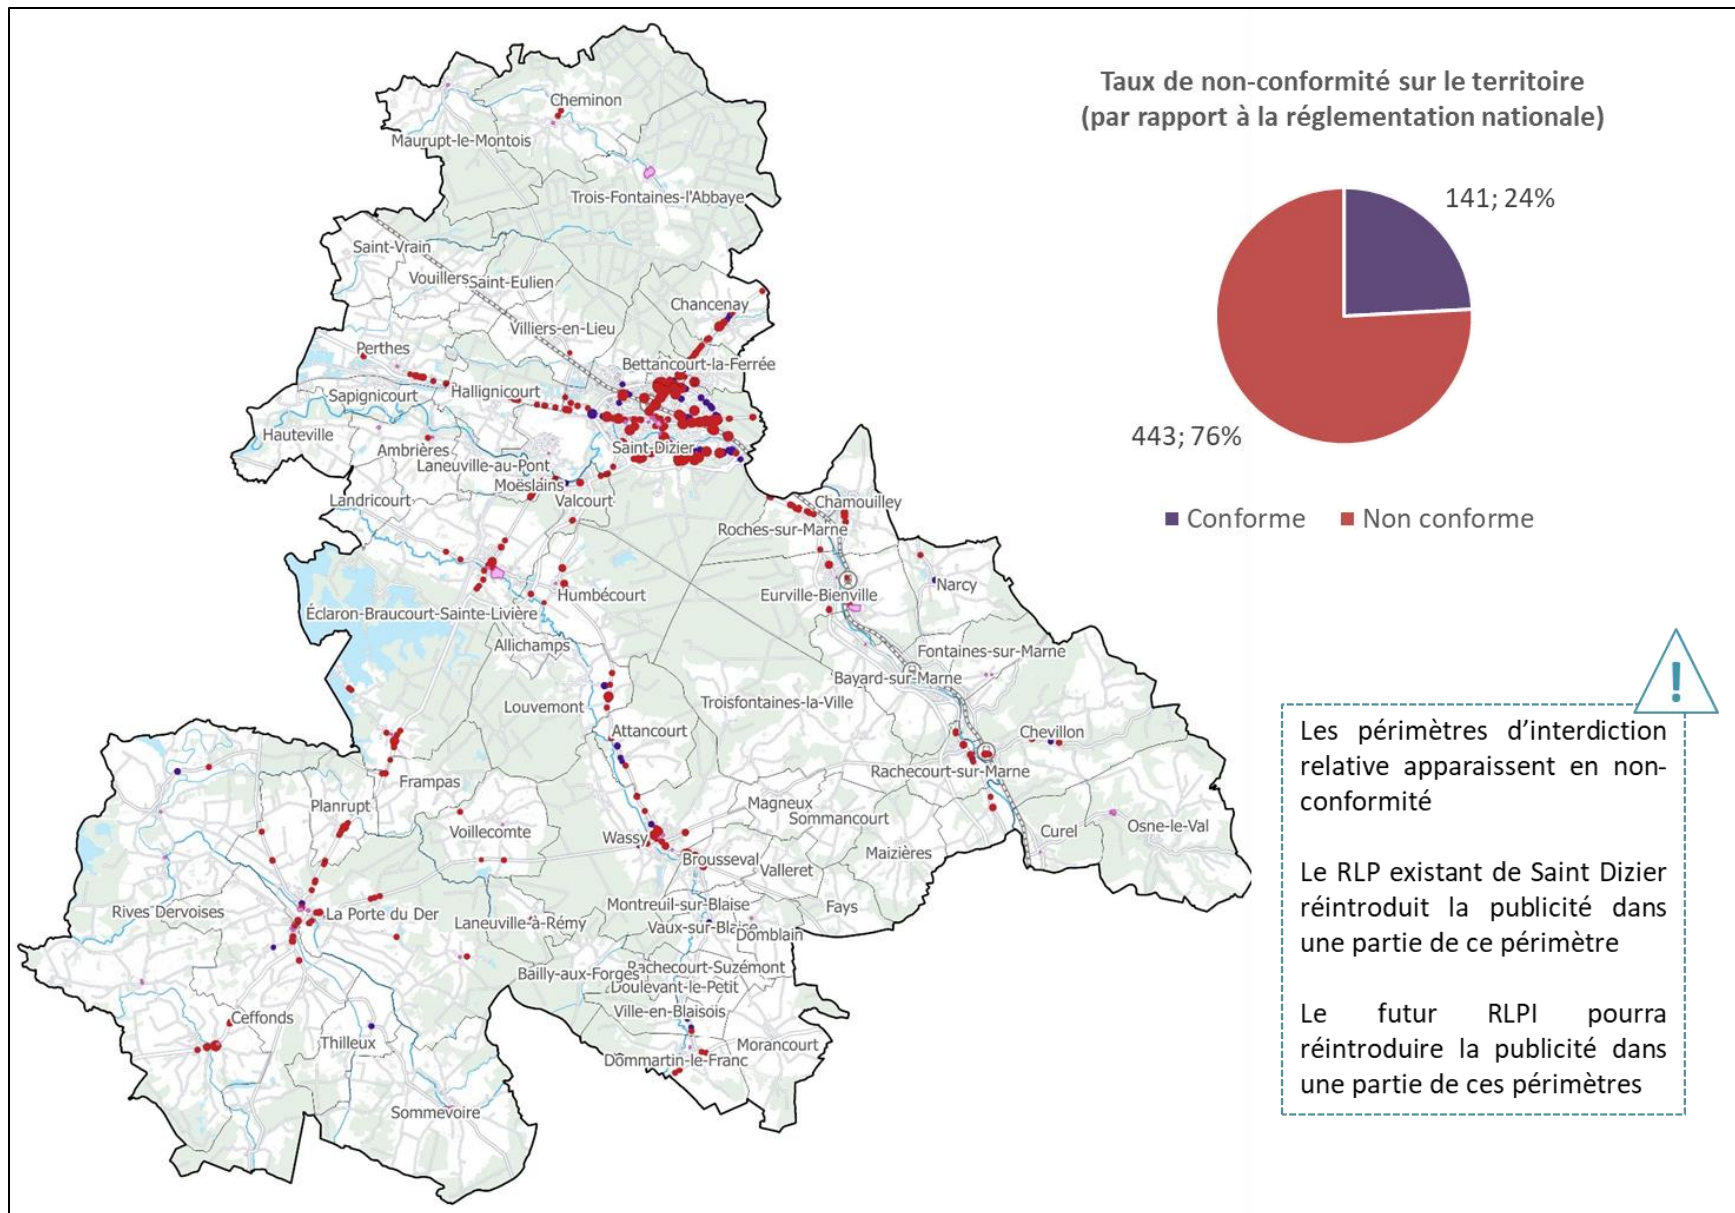 Taux de non-conformité sur le territoire
(par rapport à la réglementation nationale)
141; 24%
443; 76%
Conforme
Non conforme
!
Les périmètres d’interdiction
relative apparaissent en non-
conformité
Le RLP existant de Saint Dizier
réintroduit la publicité dans
une partie de ce périmètre
Le futur RLPI pourra
réintroduire la publicité dans
une partie de ces périmètres
Cheminon
Maurupt-le-Montois
Trois-Fontaines-l'Abbaye
Saint-Vrain
Vouillers
Saint-Eulien
Chancenay
Villiers-en-Lieu
Perthes
Bettancourt-la-Ferrée
Hallignicourt
Sapignicourt
Hauteville
Ambrières
Saint-Dizier
Laneuville-au-Pont
Moëslains
Landricourt
Valcourt
Chamouilley
Roches-sur-Marne
Narcy
Humbécourt
Eurville-Bienville
Éclaron-Braucourt-Sainte-Livière
Allichamps
Fontaines-sur-Marne
Bayard-sur-Marne
Troisfontaines-la-Ville
Louvemont
Attancourt
Chevillon
Rachecourt-sur-Marne
Frampas
Planrupt
Magneux
Sommancourt
Voillecomte
Wassy
Curel
Osne-le-Val
Maizières
Brousseval
Valleret
Montreuil-sur-Blaise
Fays
Rives Dervoises
La Porte du Der
Laneuville-à-Rémy
Vaux-sur-Blaise
Domblain
Bailly-aux-Forges
Rachecourt-Suzémont
Doulevant-le-Petit
Ville-en-Blaisois
Ceffonds
Thilleux
Morancourt
Dommartin-le-Franc
Sommevoire